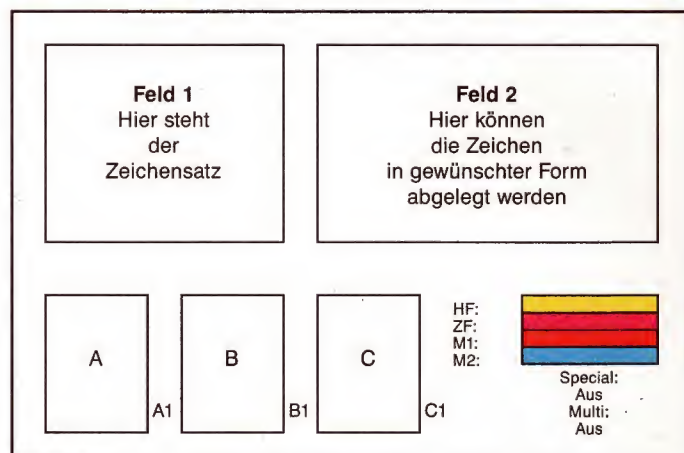 Feld 1
Hier steht
der
Zeichensatz
Feld 2
Hier können
die Zeichen
in gewünschter Form
abgelegt werden
A
A1
B
B1
C
C1
HF:
ZF:
M1:
M2:
Special:
Aus
Multi:
Aus